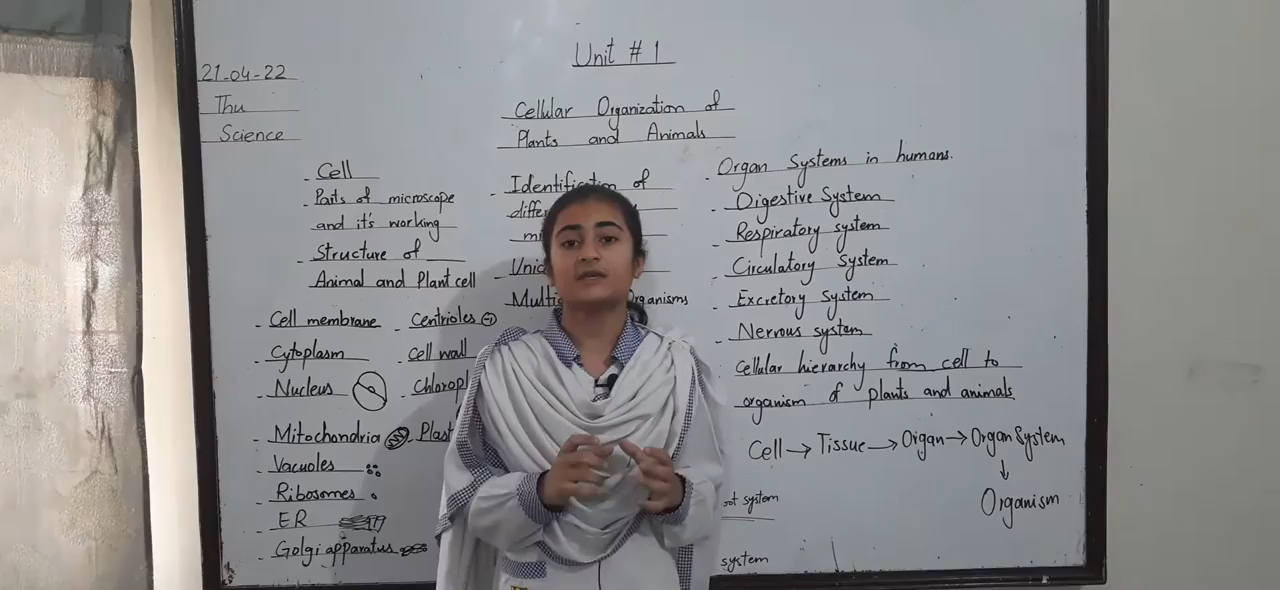 Unit # 1
21-04-22
Thu
Science
Cellular Organization of
Plants and Animals
- Cell
- Parts of microscope
and it's working
- Structure of
Animal and Plant cell
- Cell membrane
- Cytoplasm
- Nucleus
- Mitochondria
- Vacuoles
- Ribosomes
- ER
- Golgi apparatus
- Centrioles
- Cell wall
- Identification of
Organisms
- Organ Systems in humans.
- Digestive System
- Respiratory system
- Circulatory System
- Excretory System
- Nervous system
Cellular hierarchy from cell to
organism of plants and animals
Cell → Tissue → Organ → Organ System
↓
Organism
system
system